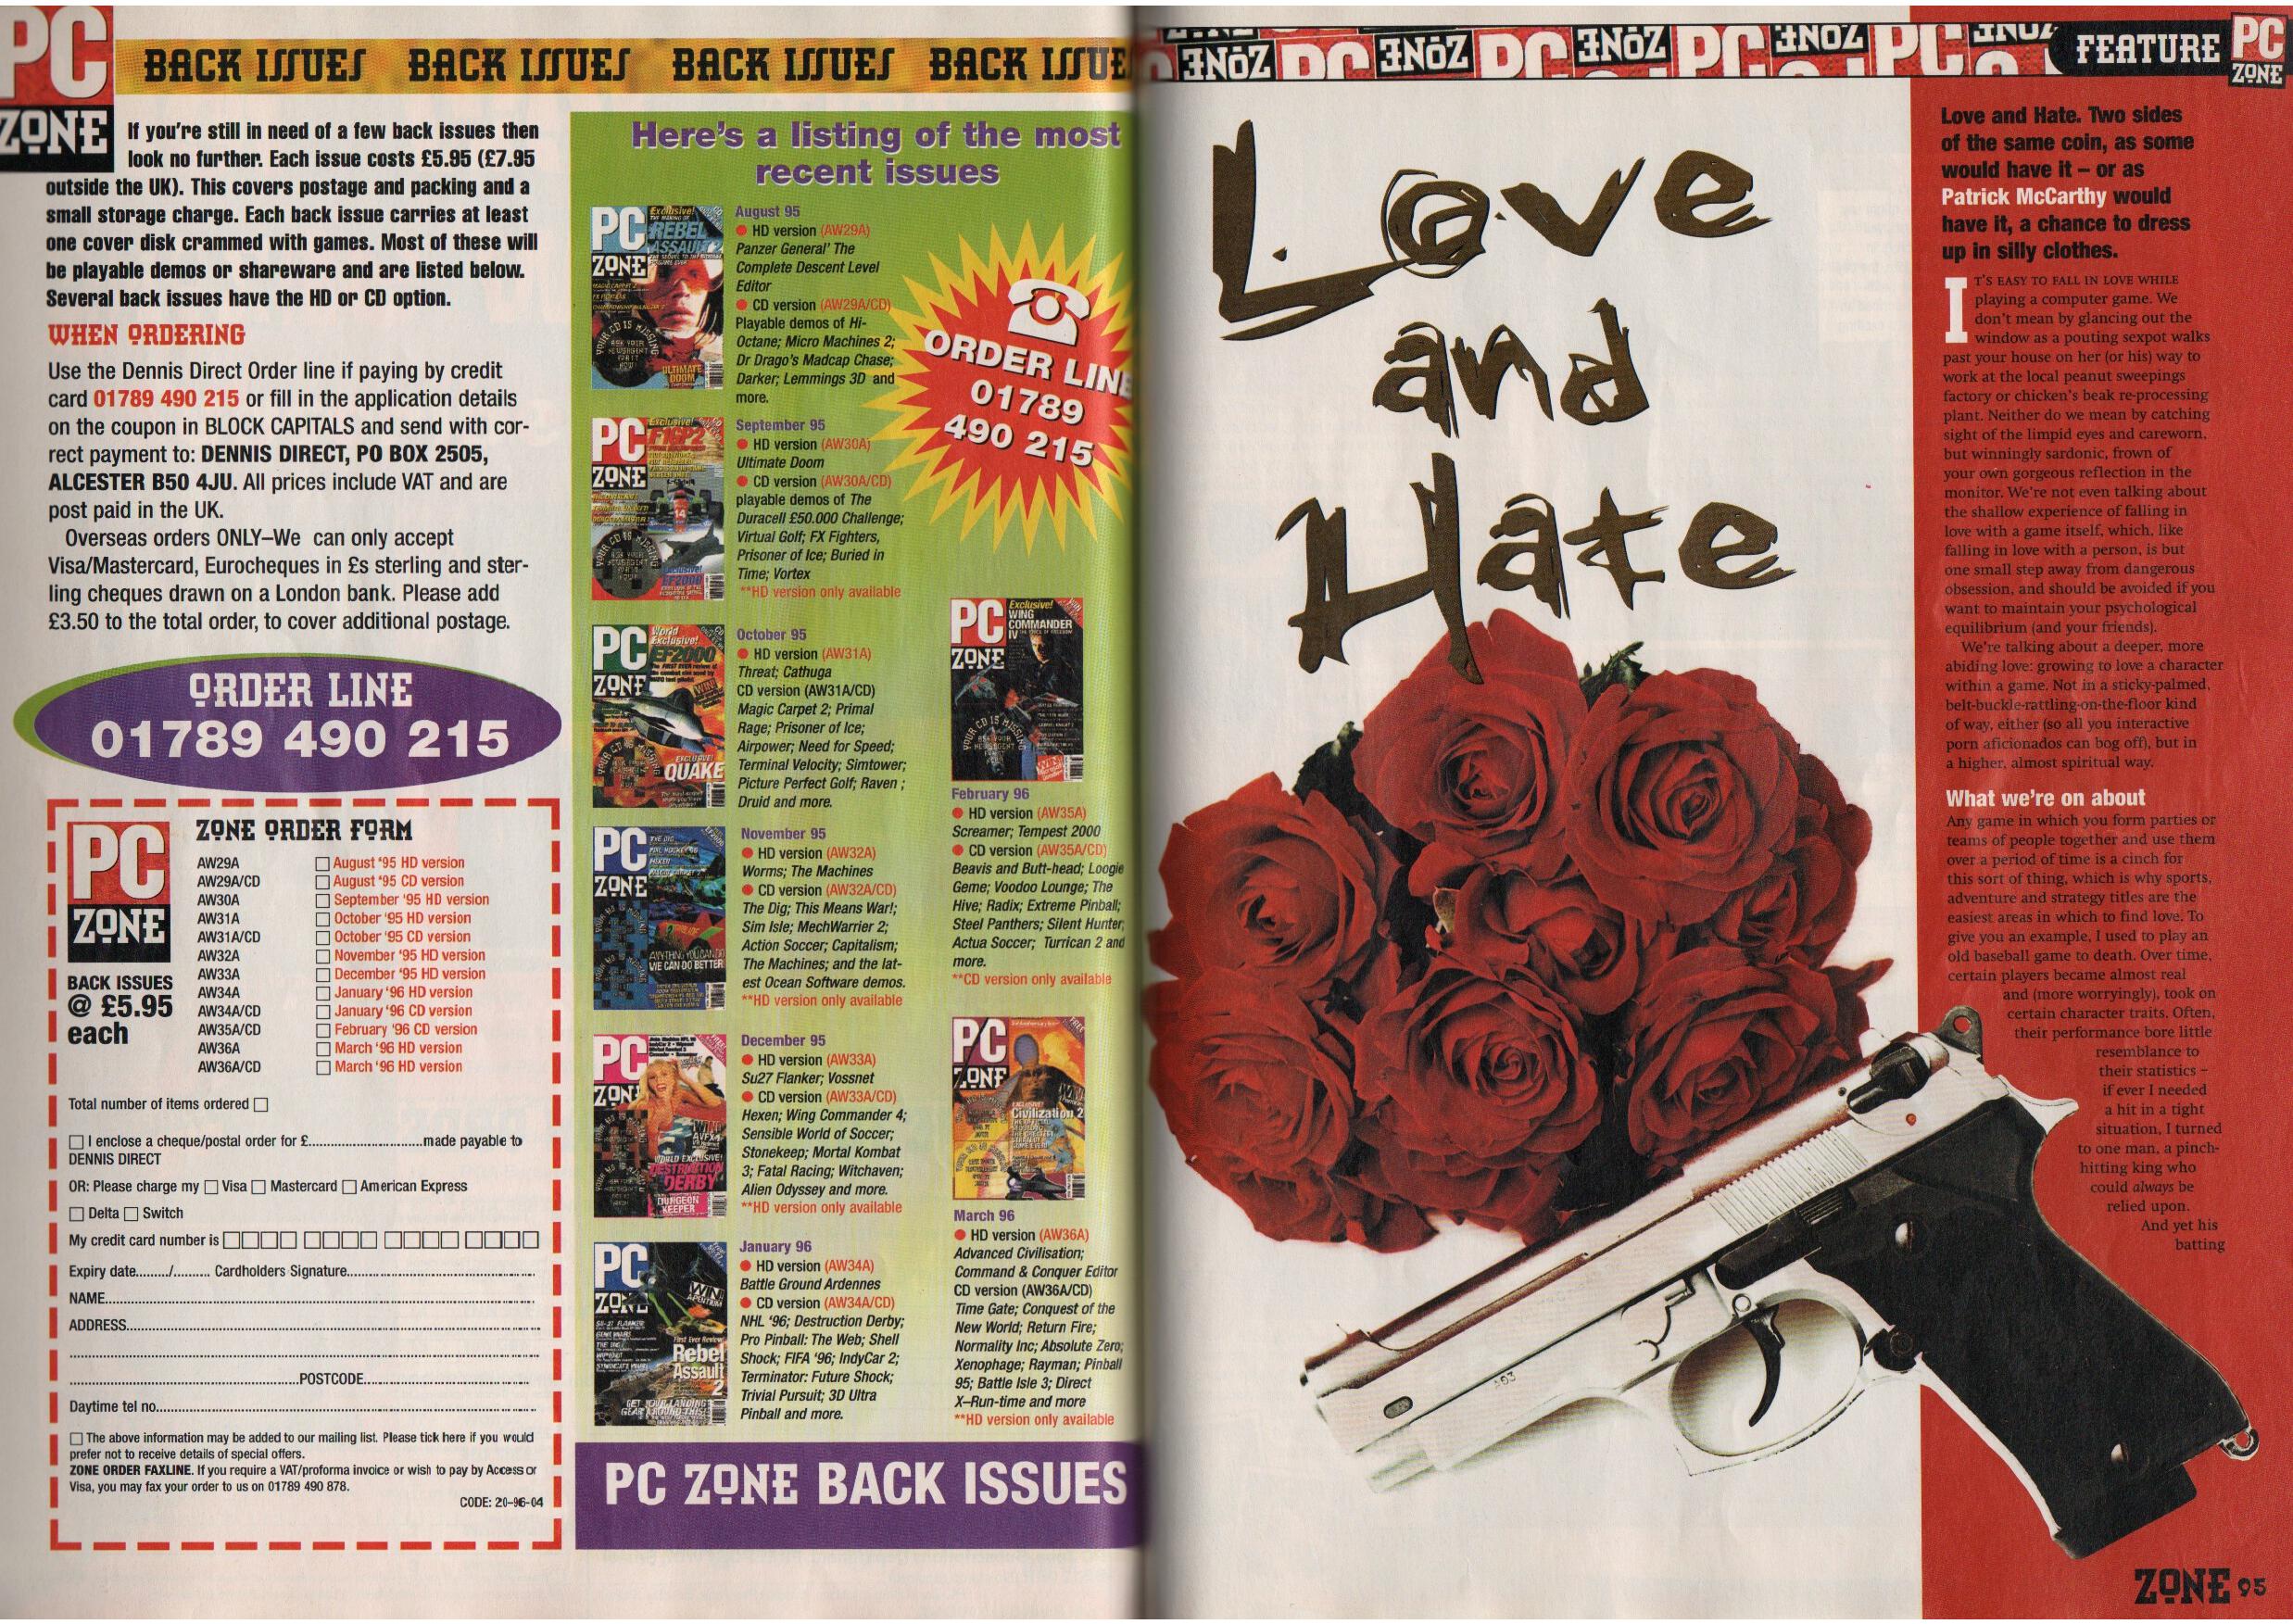 PC
ZONE
BACK ISSUES BACK ISSUES BACK ISSUES BACK ISSUE
If you're still in need of a few back issues then
look no further. Each issue costs £5.95 (£7.95
outside the UK). This covers postage and packing and a
small storage charge. Each back issue carries at least
one cover disk crammed with games. Most of these will
be playable demos or shareware and are listed below.
Several back issues have the HD or CD option.
WHEN ORDERING
Use the Dennis Direct Order line if paying by credit
card 01789 490 215 or fill in the application details
on the coupon in BLOCK CAPITALS and send with cor-
rect payment to: DENNIS DIRECT, PO BOX 2505,
ALCESTER B50 4JU. All prices include VAT and are
post paid in the UK.
Overseas orders ONLY–We can only accept
Visa/Mastercard, Eurocheques in £s sterling and ster-
ling cheques drawn on a London bank. Please add
£3.50 to the total order, to cover additional postage.
ORDER LINE
01789 490 215
PC
ZONE
BACK ISSUES
@ £5.95
each
ZONE ORDER FORM
AW29A August '95 HD version
AW29A/CD August '95 CD version
AW30A September '95 HD version
AW31A October '95 HD version
AW31A/CD October '95 CD version
AW32A November '95 HD version
AW33A December '95 HD version
AW34A January '96 HD version
AW34A/CD January '96 CD version
AW35A/CD February '96 CD version
AW36A March '96 HD version
AW36A/CD March '96 HD version
Total number of items ordered
I enclose a cheque/postal order for £..............................made payable to
DENNIS DIRECT
OR: Please charge my Visa Mastercard American Express
Delta Switch
My credit card number is
Expiry date........./.......... Cardholders Signature..................................................
NAME..................................................
ADDRESS..................................................
..................................................
..................................................POSTCODE..................................................
Daytime tel no..................................................
The above information may be added to our mailing list. Please tick here if you would
prefer not to receive details of special offers.
ZONE ORDER FAXLINE. If you require a VAT/proforma invoice or wish to pay by Access or
Visa, you may fax your order to us on 01789 490 878.
CODE: 20-96-04
Here's a listing of the most
recent issues
August 95
HD version (AW29A)
Panzer General' The
Complete Descent Level
Editor
CD version (AW29A/CD)
Playable demos of Hi-
Octane; Micro Machines 2;
Dr Drago's Madcap Chase;
Darker; Lemmings 3D and
more.
ORDER LINE
01789
490 215
September 95
HD version (AW30A)
Ultimate Doom
CD version (AW30A/CD)
playable demos of The
Duracell £50.000 Challenge;
Virtual Golf; FX Fighters,
Prisoner of Ice; Buried in
Time; Vortex
**HD version only available
October 95
HD version (AW31A)
Threat; Cathuga
CD version (AW31A/CD)
Magic Carpet 2; Primal
Rage; Prisoner of Ice;
Airpower; Need for Speed;
Terminal Velocity; Simtower;
Picture Perfect Golf; Raven ;
Druid and more.
November 95
HD version (AW32A)
Worms; The Machines
CD version (AW32A/CD)
The Dig; This Means War!;
Sim Isle; MechWarrier 2;
Action Soccer; Capitalism;
The Machines; and the lat-
est Ocean Software demos.
**HD version only available
December 95
HD version (AW33A)
Su27 Flanker; Vossnet
CD version (AW33A/CD)
Hexen; Wing Commander 4;
Sensible World of Soccer;
Stonekeep; Mortal Kombat
3; Fatal Racing; Witchaven;
Alien Odyssey and more.
**HD version only available
January 96
HD version (AW34A)
Battle Ground Ardennes
CD version (AW34A/CD)
NHL '96; Destruction Derby;
Pro Pinball: The Web; Shell
Shock; FIFA '96; IndyCar 2;
Terminator: Future Shock;
Trivial Pursuit; 3D Ultra
Pinball and more.
February 96
HD version (AW35A)
Screamer; Tempest 2000
CD version (AW35A/CD)
Beavis and Butt-head; Loogie
Geme; Voodoo Lounge; The
Hive; Radix; Extreme Pinball;
Steel Panthers; Silent Hunter;
Actua Soccer; Turrican 2 and
more.
**CD version only available
March 96
HD version (AW36A)
Advanced Civilisation;
Command & Conquer Editor
CD version (AW36A/CD)
Time Gate; Conquest of the
New World; Return Fire;
Normality Inc; Absolute Zero;
Xenophage; Rayman; Pinball
95; Battle Isle 3; Direct
X–Run-time and more
**HD version only available
PC ZONE BACK ISSUES
FEATURE
PC
ZONE
Love
and
Hate
Love and Hate. Two sides
of the same coin, as some
would have it – or as
Patrick McCarthy would
have it, a chance to dress
up in silly clothes.
IT'S EASY TO FALL IN LOVE WHILE
playing a computer game. We
don't mean by glancing out the
window as a pouting sexpot walks
past your house on her (or his) way to
work at the local peanut sweepings
factory or chicken's beak re-processing
plant. Neither do we mean by catching
sight of the limpid eyes and careworn,
but winningly sardonic, frown of
your own gorgeous reflection in the
monitor. We're not even talking about
the shallow experience of falling in
love with a game itself, which, like
falling in love with a person, is but
one small step away from dangerous
obsession, and should be avoided if you
want to maintain your psychological
equilibrium (and your friends).
We're talking about a deeper, more
abiding love: growing to love a character
within a game. Not in a sticky-palmed,
belt-buckle-rattling-on-the-floor kind
of way, either (so all you interactive
porn aficionados can bog off), but in
a higher, almost spiritual way.
What we're on about
Any game in which you form parties or
teams of people together and use them
over a period of time is a cinch for
this sort of thing, which is why sports,
adventure and strategy titles are the
easiest areas in which to find love. To
give you an example, I used to play an
old baseball game to death. Over time,
certain players became almost real
and (more worryingly), took on
certain character traits. Often,
their performance bore little
resemblance to
their statistics –
if ever I needed
a hit in a tight
situation, I turned
to one man, a pinch-
hitting king who
could always be
relied upon.
And yet his
batting
ZONE 95